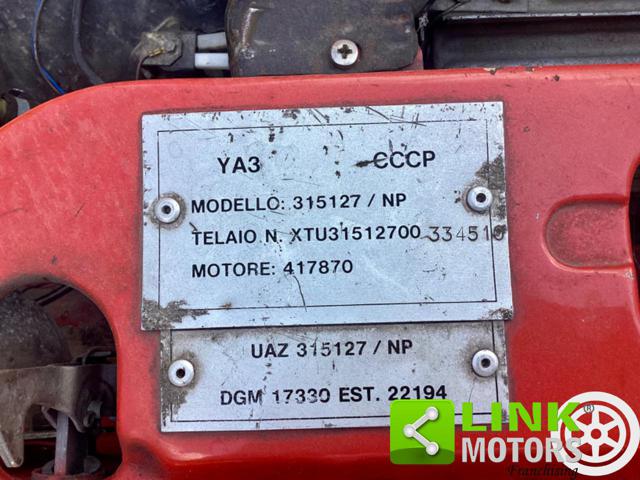 УАЗ СССР
MODELLO: 315127 / NP
TELAIO N. XTU31512700 334510
MOTORE: 417870
UAZ 315127 / NP
DGM 17330 EST. 22194
LINK
MOTORS
Franchising
®